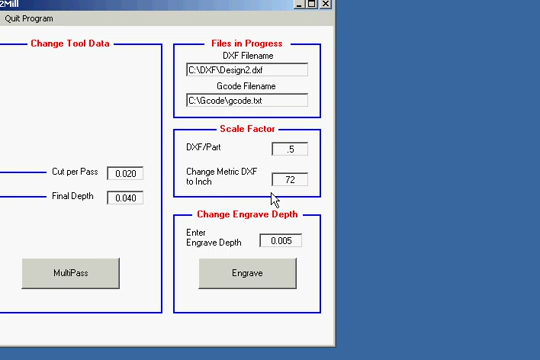 2Mill
Quit Program
Change Tool Data
Cut per Pass 0.020
Final Depth 0.040
MultiPass
Files in Progress
DXF Filename
C:\DXF\Design2.dxf
Gcode Filename
C:\Gcode\gcode.txt
Scale Factor
DXF/Part .5
Change Metric DXF
to Inch 72
Change Engrave Depth
Enter
Engrave Depth 0.005
Engrave